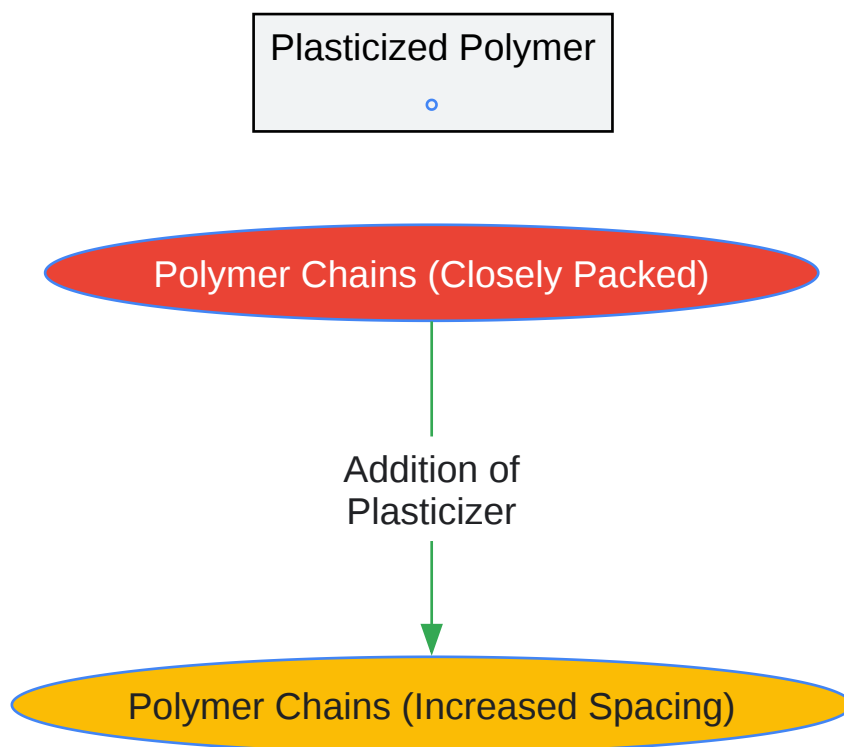 Plasticized Polymer
Polymer Chains (Closely Packed)
Addition of
Plasticizer
Polymer Chains (Increased Spacing)